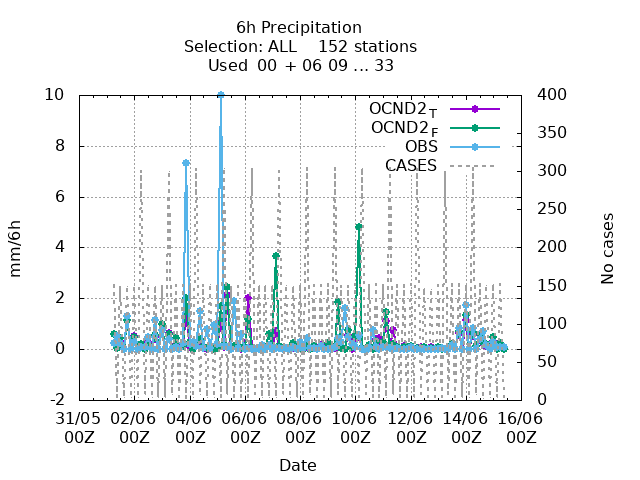 6h Precipitation
Selection: ALL    152 stations
Used  00 + 06 09 ... 33
OCND2 T
OCND2 F
OBS
CASES
10
8
6
4
2
0
-2
mm/6h
400
350
300
250
200
150
100
50
0
No cases
31/05 02/06 04/06 06/06 08/06 10/06 12/06 14/06 16/06
00Z 00Z 00Z 00Z 00Z 00Z 00Z 00Z 00Z
Date